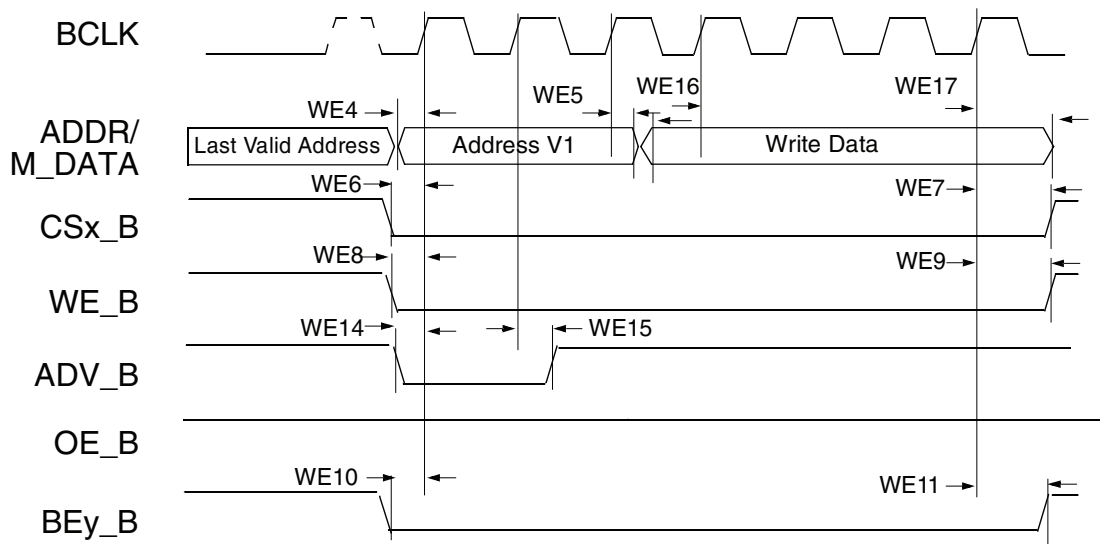 BCLK
WE5
WE16
WE17
WE4
ADDR/
M_DATA
Last Valid Address
Address V1
Write Data
WE6
WE7
CSx_B
WE8
WE9
WE_B
WE14
WE15
ADV_B
OE_B
WE10
WE11
BEy_B